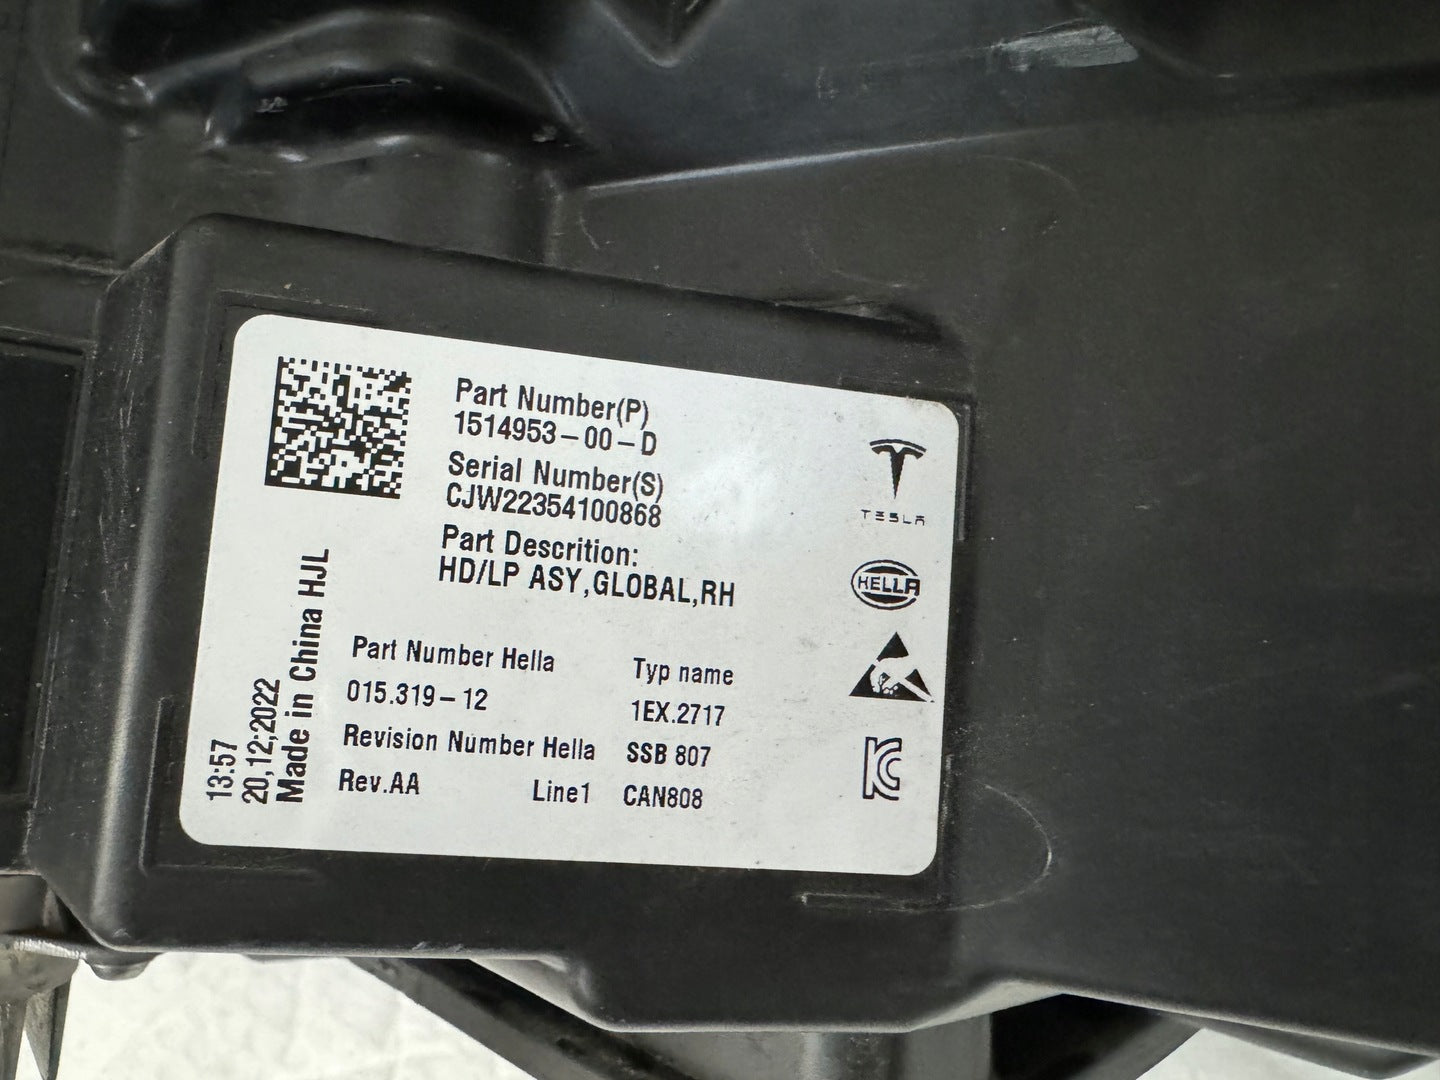 Part Number(P)
1514953-00-D
Serial Number(S)
CJW22354100868
Part Descrition:
HD/LP ASY,GLOBAL,RH
TESLA
HELLA
Part Number Hella
015.319-12
Revision Number Hella
Rev.AA
Line1
Typ name
1EX.2717
SSB 807
CAN808
13:57
20,12;2022
Made in China HJL